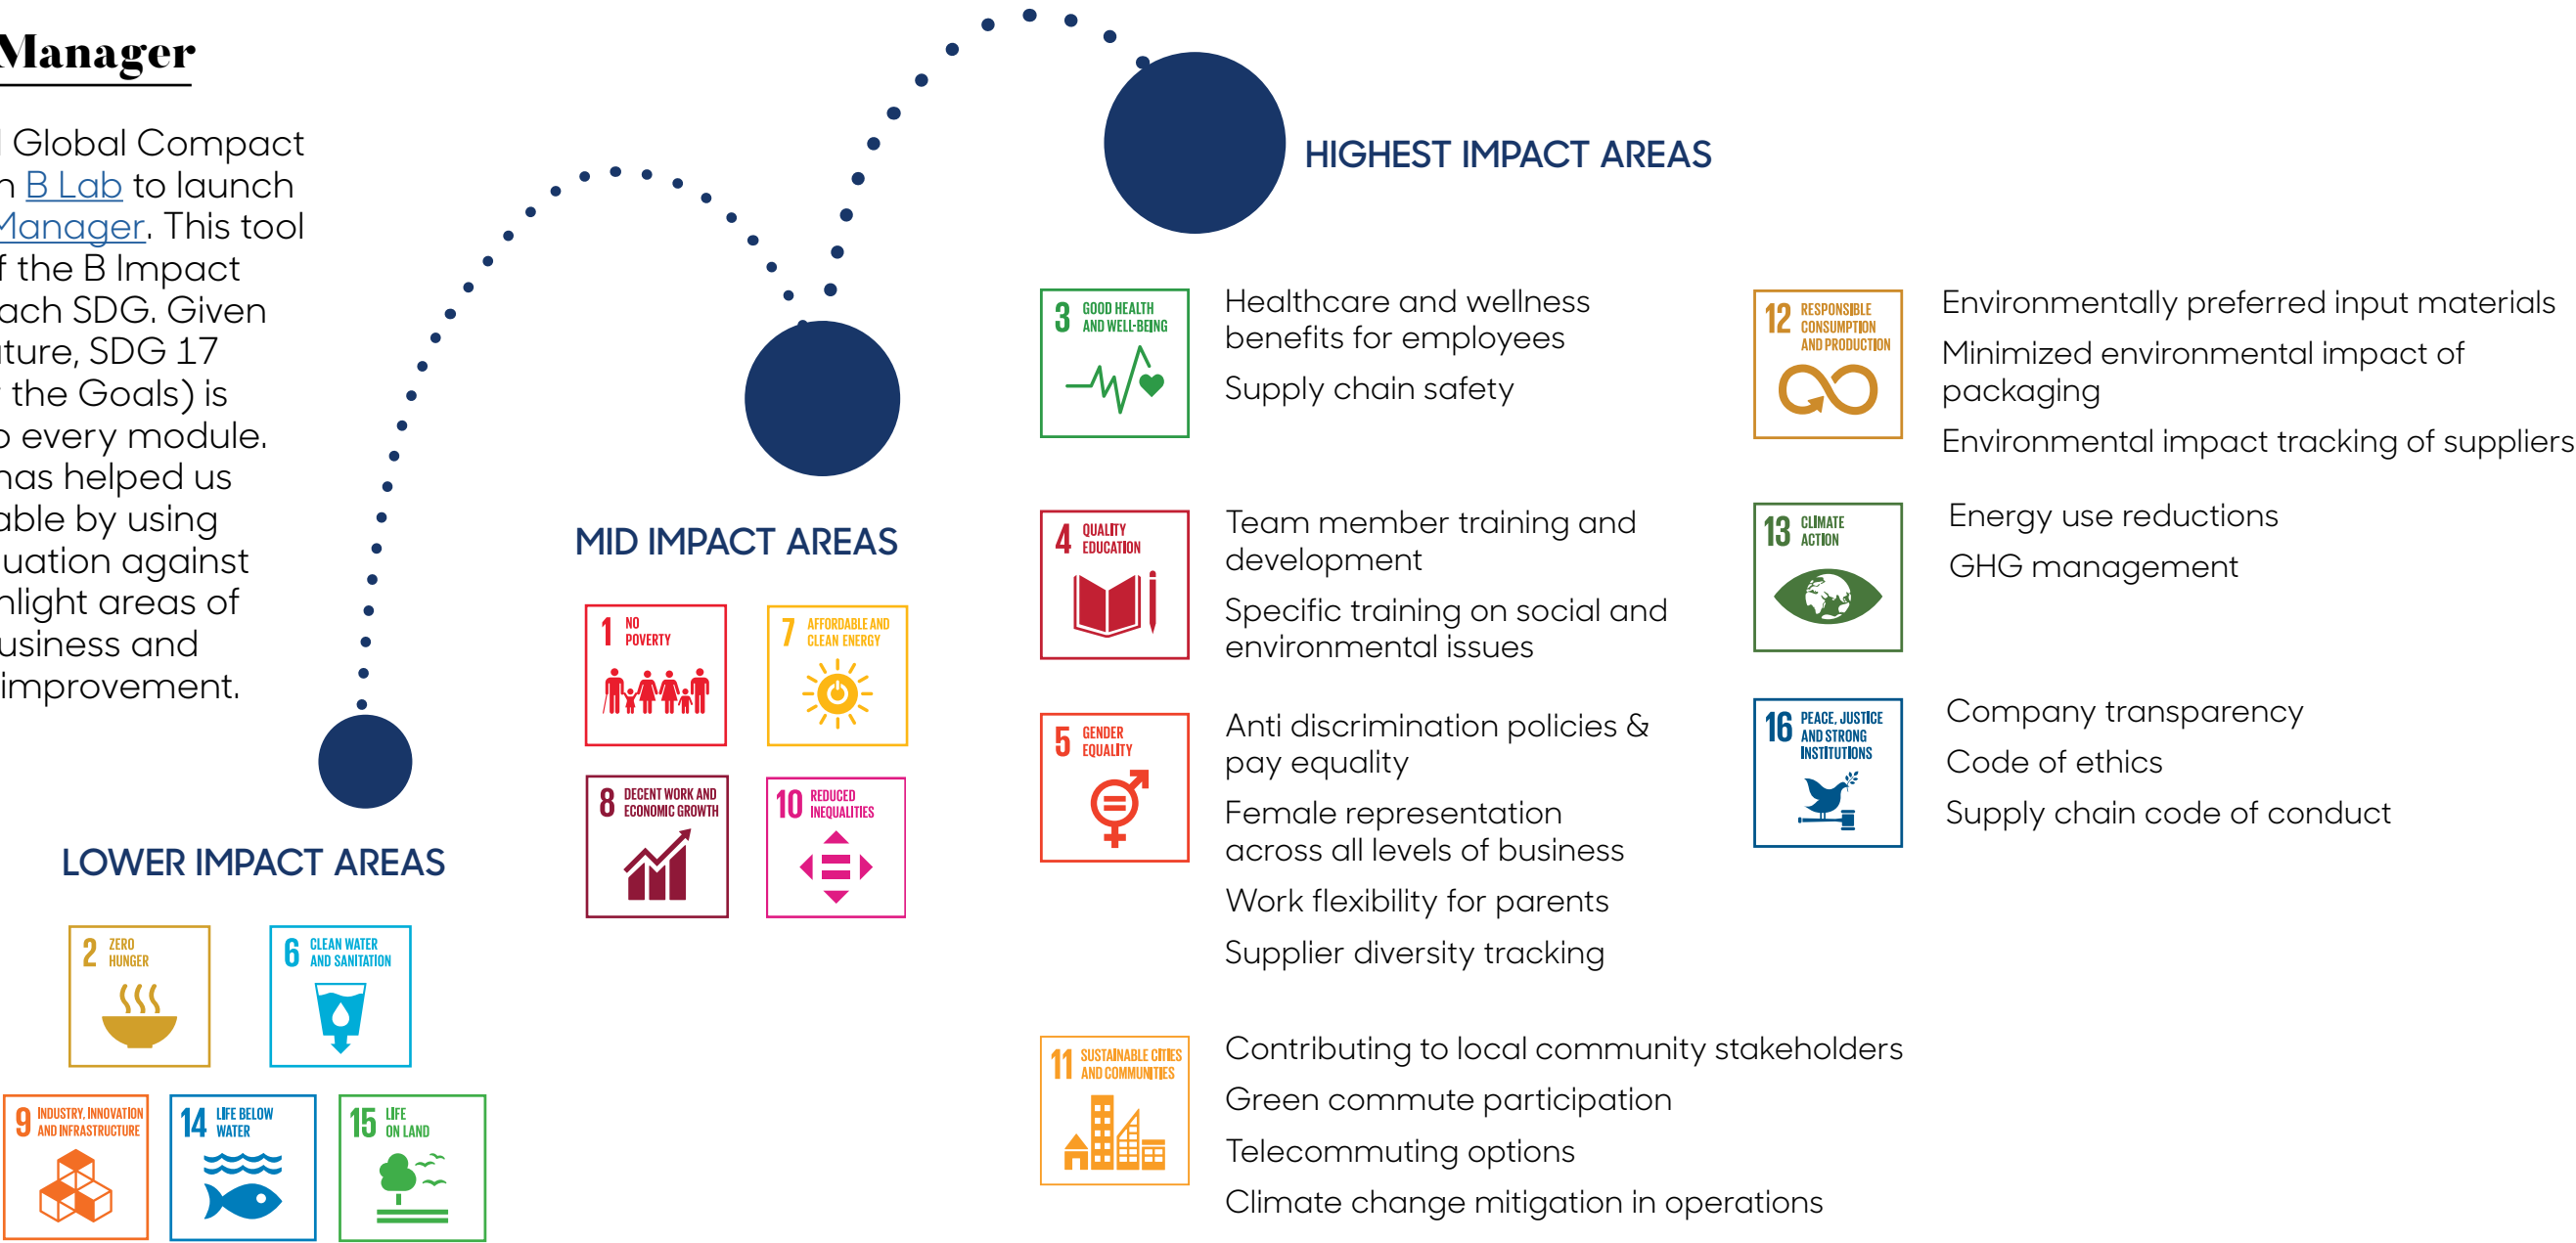 Manager
Global Compact
B Lab to launch
Manager. This tool
the B Impact
SDG. Given
SDG 17
the Goals) is
every module.
has helped us
by using
against
areas of
and
improvement.
LOWER IMPACT AREAS
2 ZERO
HUNGER
6 CLEAN WATER
AND SANITATION
9 INDUSTRY, INNOVATION
AND INFRASTRUCTURE
14 LIFE BELOW
WATER
15 LIFE
ON LAND
MID IMPACT AREAS
1 NO
POVERTY
7 AFFORDABLE AND
CLEAN ENERGY
8 DECENT WORK AND
ECONOMIC GROWTH
10 REDUCED
INEQUALITIES
HIGHEST IMPACT AREAS
3 GOOD HEALTH
AND WELL-BEING
Healthcare and wellness
benefits for employees
Supply chain safety
4 QUALITY
EDUCATION
Team member training and
development
Specific training on social and
environmental issues
5 GENDER
EQUALITY
Anti discrimination policies &
pay equality
Female representation
across all levels of business
Work flexibility for parents
Supplier diversity tracking
11 SUSTAINABLE CITIES
AND COMMUNITIES
Contributing to local community stakeholders
Green commute participation
Telecommuting options
Climate change mitigation in operations
12 RESPONSIBLE
CONSUMPTION
AND PRODUCTION
Environmentally preferred input materials
Minimized environmental impact of
packaging
Environmental impact tracking of suppliers
13 CLIMATE
ACTION
Energy use reductions
GHG management
16 PEACE, JUSTICE
AND STRONG
INSTITUTIONS
Company transparency
Code of ethics
Supply chain code of conduct